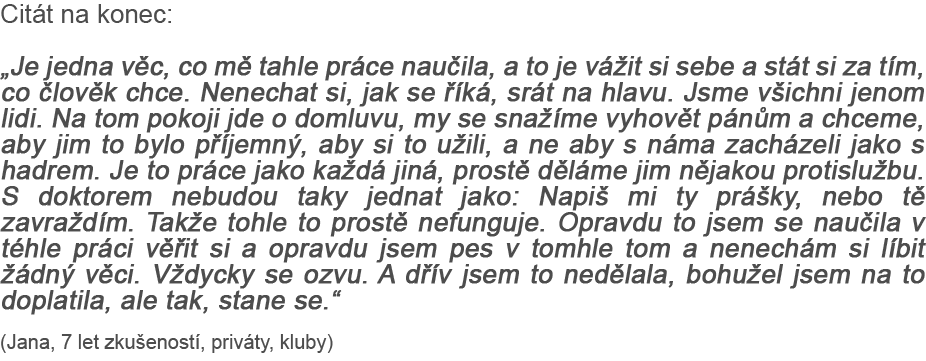 Citát na konec:
„Je jedna věc, co mě tahle práce naučila, a to je vážit si sebe a stát si za tím,
co člověk chce. Nenechat si, jak se říká, srát na hlavu. Jsme všichni jenom
lidi. Na tom pokoji jde o domluvu, my se snažíme vyhovět pánům a chceme,
aby jim to bylo příjemný, aby si to užili, a ne aby s náma zacházeli jako s
hadrem. Je to práce jako každá jiná, prostě děláme jim nějakou protislužbu.
S doktorem nebudou taky jednat jako: Napiš mi ty prášky, nebo tě
zavraždím. Takže tohle to prostě nefunguje. Opravdu to jsem se naučila v
téhle práci věřit si a opravdu jsem pes v tomhle tom a nenechám si líbit
žádný věci. Vždycky se ozvu. A dřív jsem to nedělala, bohužel jsem na to
doplatila, ale tak, stane se.“
(Jana, 7 let zkušeností, priváty, kluby)